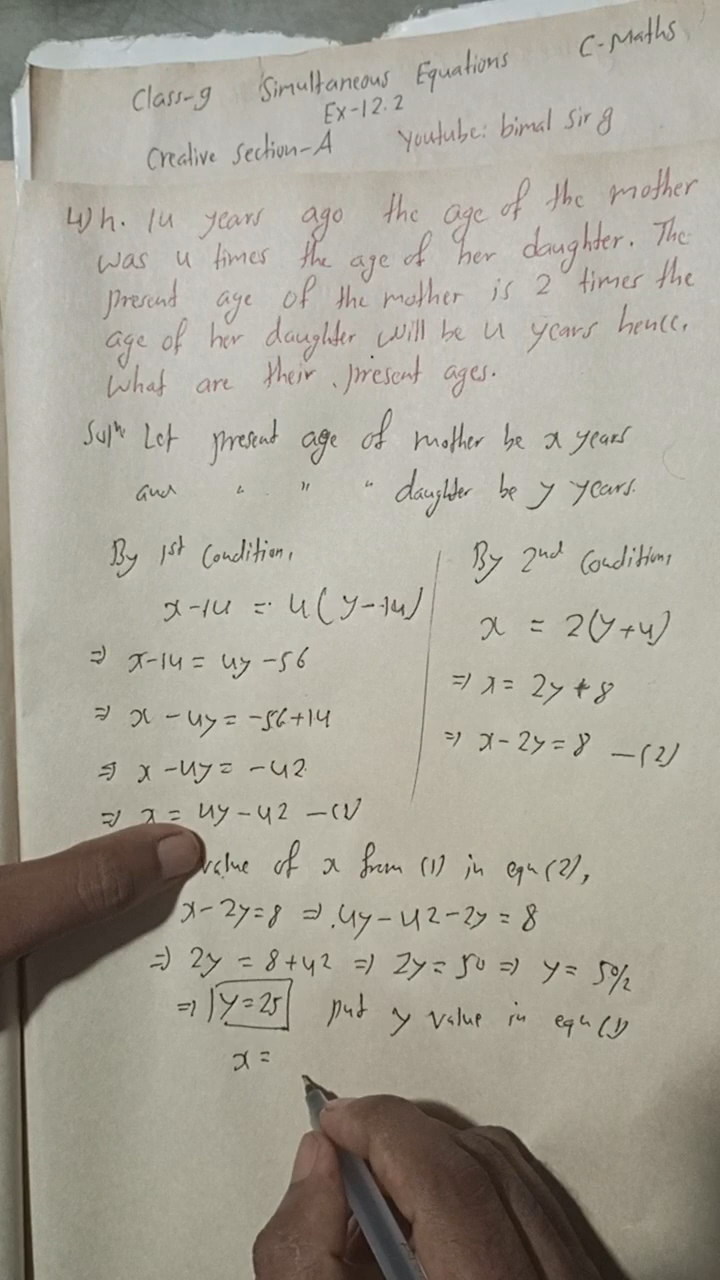 Class-9 Simultaneous Equations C-Maths
Ex-12.2
Creative Section-A Youtube: bimal Sir g
4) h. 14 years ago the age of the mother
was 4 times the age of her daughter. The
present age of the mother is 2 times the
age of her daughter will be 4 years hence.
What are their present ages.
Solⁿ Let present age of mother be x years
and " " " daughter be y years.
By 1st Condition,
x-14 = 4(y-14)
⇒ x-14 = 4y-56
⇒ x-4y = -56+14
⇒ x-4y = -42
⇒ x = 4y-42 -(1)
By 2nd Condition,
x = 2(y+4)
⇒ x = 2y+8
⇒ x-2y=8 -(2)
value of x from (1) in equn(2),
x-2y=8 ⇒ 4y-42-2y = 8
⇒ 2y = 8+42 ⇒ 2y=50 ⇒ y= 50/2
⇒ y=25 put y value in equn(1)
x =